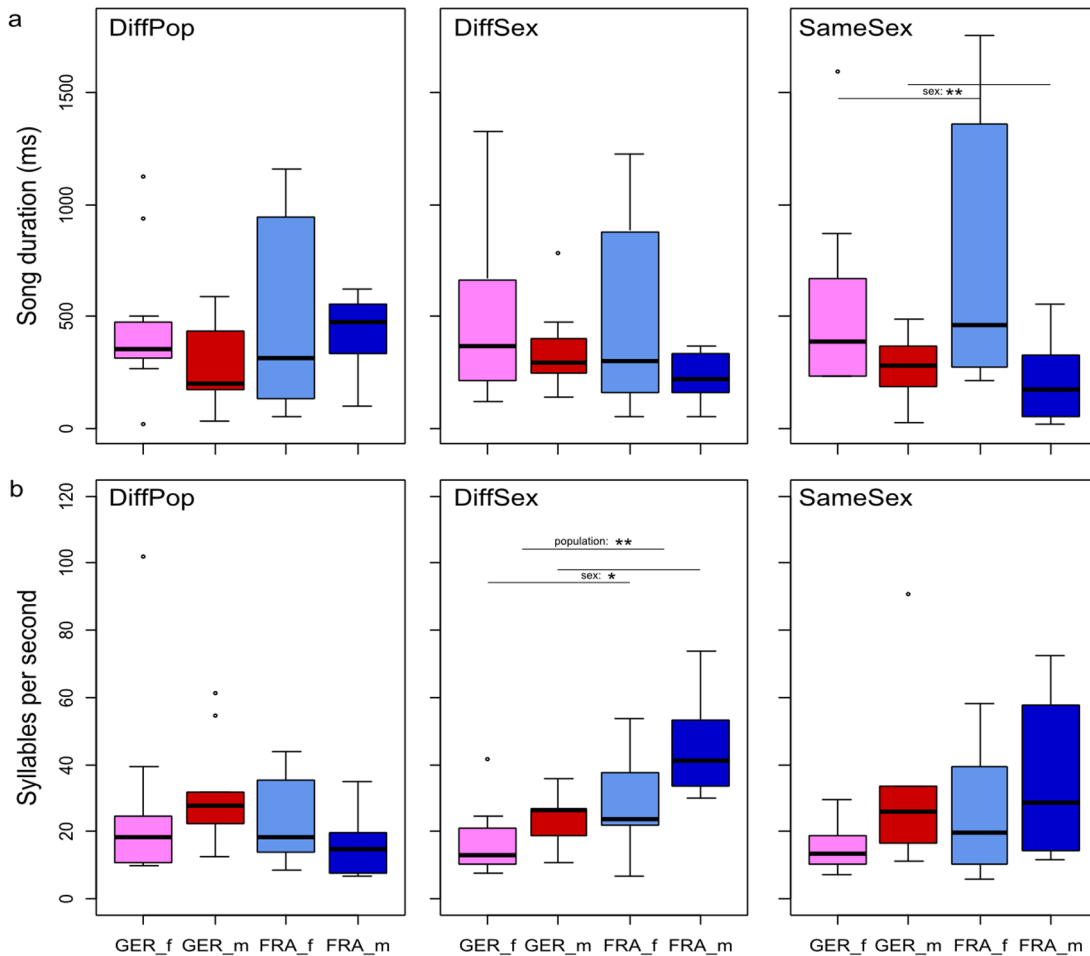 a
DiffPop
DiffSex
SameSex
Song duration (ms)
1500
1000
500
0
sex: **
b
DiffPop
DiffSex
SameSex
Syllables per second
120
100
80
60
40
20
0
population: **
sex: *
GER_f GER_m FRA_f FRA_m
GER_f GER_m FRA_f FRA_m
GER_f GER_m FRA_f FRA_m